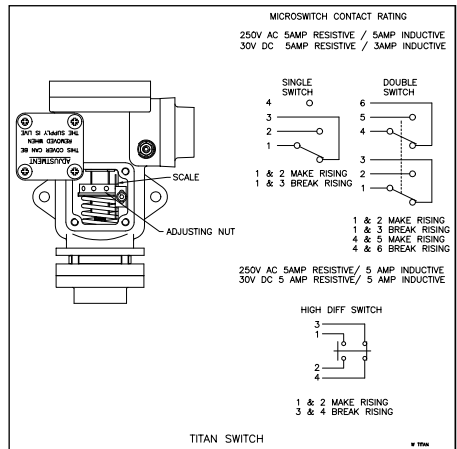 MICROSWITCH CONTACT RATING
250V AC 5AMP RESISTIVE / 5AMP INDUCTIVE
30V DC 5AMP RESISTIVE / 3AMP INDUCTIVE
SINGLE
SWITCH
4
3
2
1
1 & 2 MAKE RISING
1 & 3 BREAK RISING
DOUBLE
SWITCH
6
5
4
3
2
1
1 & 2 MAKE RISING
1 & 3 BREAK RISING
4 & 5 MAKE RISING
4 & 6 BREAK RISING
ADJUSTMENT
THIS COVER CAN BE
REMOVED WHEN
THE SUPPLY IS LIVE
SCALE
ADJUSTING NUT
250V AC 5AMP RESISTIVE/ 5 AMP INDUCTIVE
30V DC 5 AMP RESISTIVE/ 5 AMP INDUCTIVE
HIGH DIFF SWITCH
3
1
2
4
1 & 2 MAKE RISING
3 & 4 BREAK RISING
TITAN SWITCH
W TITAN